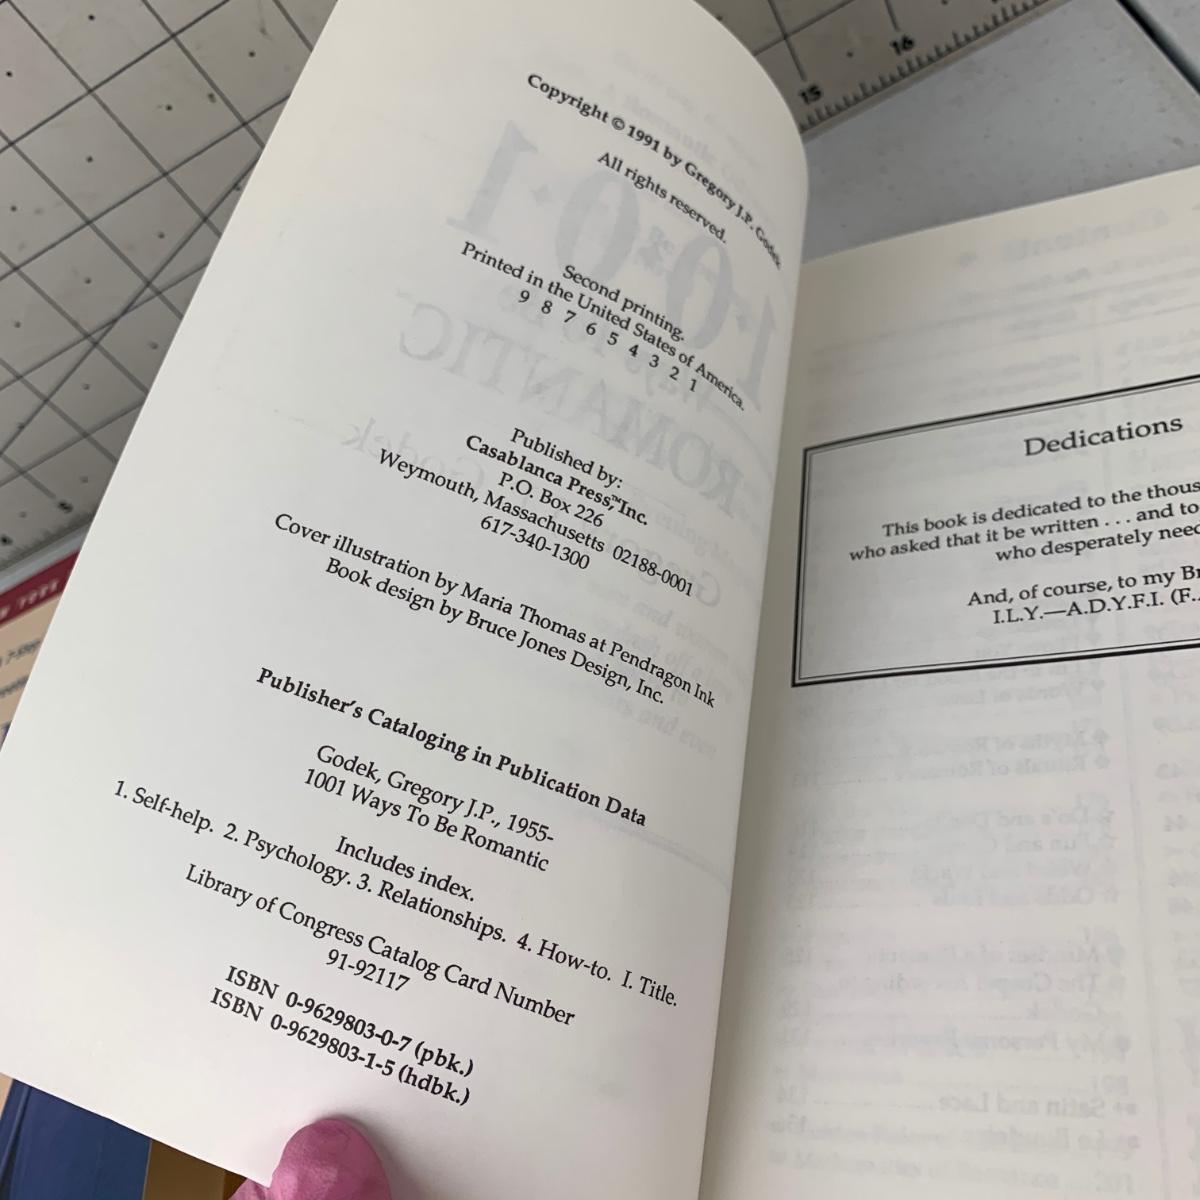 Copyright © 1991 by Gregory J.P. Godek
All rights reserved.
Second printing.
Printed in the United States of America.
9 8 7 6 5 4 3 2 1
Published by:
Casablanca Press,™Inc.
P.O. Box 226
Weymouth, Massachusetts 02188-0001
617-340-1300
Cover illustration by Maria Thomas at Pendragon Ink
Book design by Bruce Jones Design, Inc.
Publisher's Cataloging in Publication Data
Godek, Gregory J.P., 1955-
1001 Ways To Be Romantic
Includes index.
1. Self-help. 2. Psychology. 3. Relationships. 4. How-to. I. Title.
Library of Congress Catalog Card Number
91-92117
ISBN 0-9629803-0-7 (pbk.)
ISBN 0-9629803-1-5 (hdbk.)
Dedications
This book is dedicated to the thous
who asked that it be written . . . and to
who desperately need
And, of course, to my Br
I.L.Y.—A.D.Y.F.I. (F.
15
16